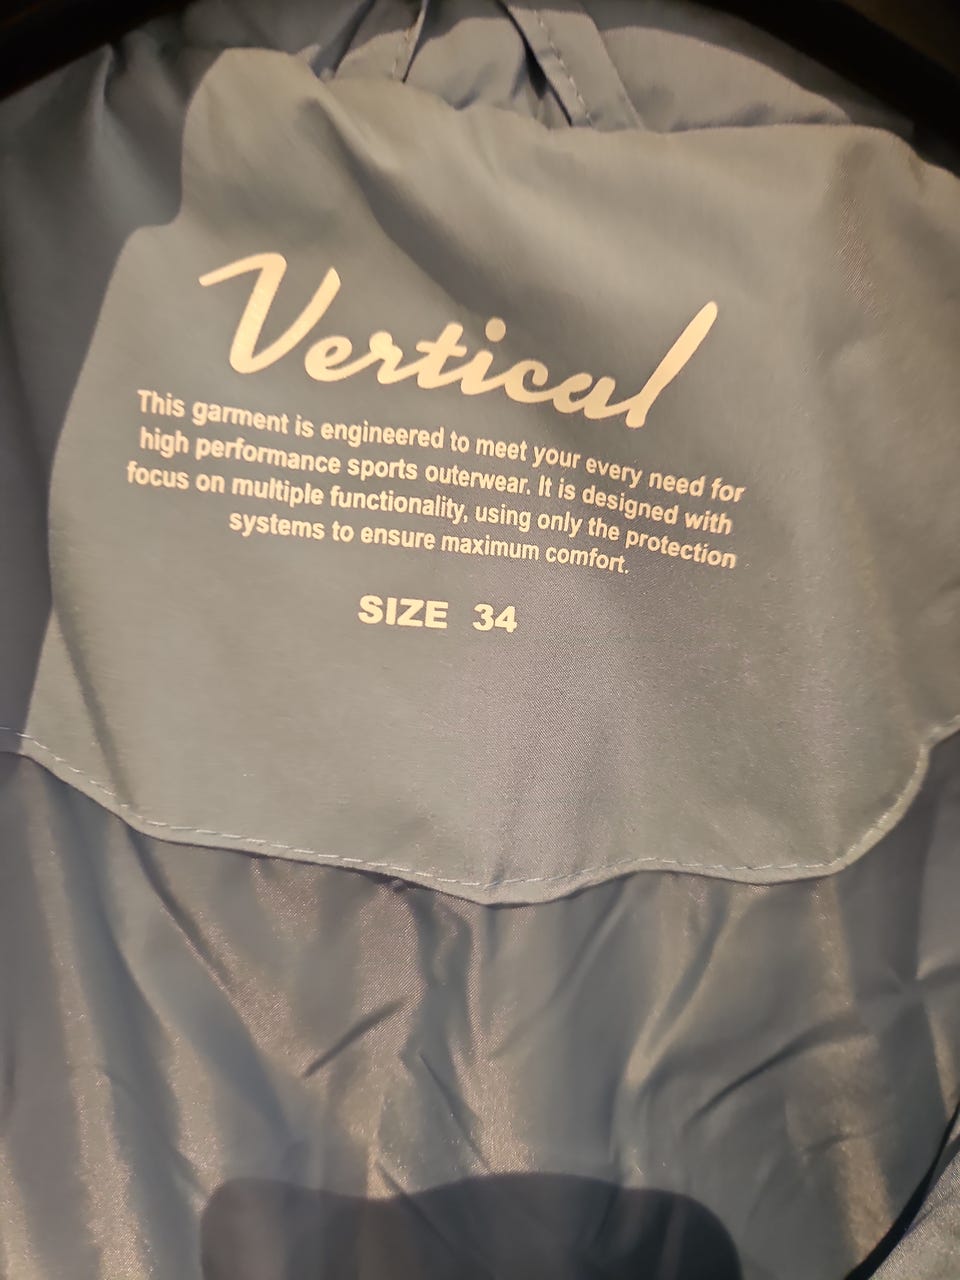 Vertical
This garment is engineered to meet your every need for
high performance sports outerwear. It is designed with
focus on multiple functionality, using only the protection
systems to ensure maximum comfort.
SIZE 34